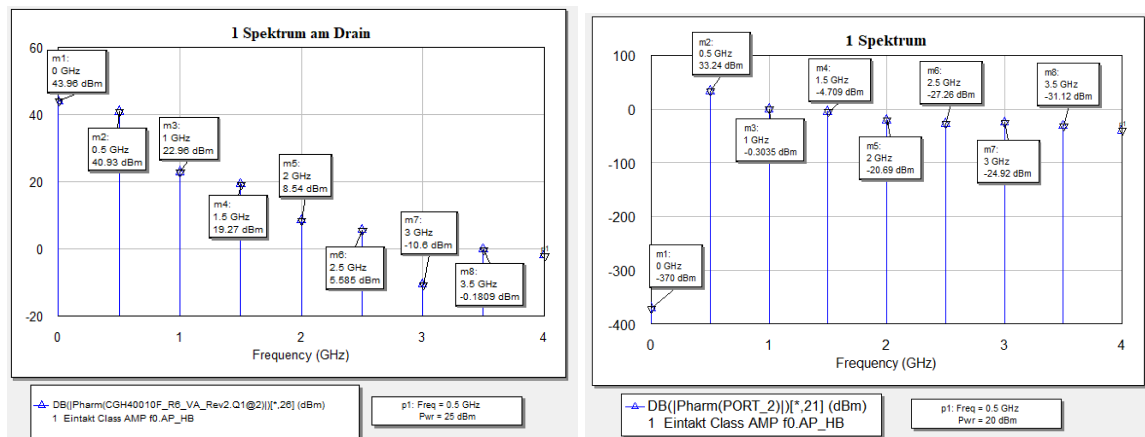 1 Spektrum am Drain
60
40
20
0
-20
m1:
0 GHz
43.96 dBm
m2:
0.5 GHz
40.93 dBm
m3:
1 GHz
22.96 dBm
m4:
1.5 GHz
19.27 dBm
m5:
2 GHz
8.54 dBm
m6:
2.5 GHz
5.585 dBm
m7:
3 GHz
-10.6 dBm
m8:
3.5 GHz
-0.1809 dBm
p1
0 1 2 3 4
Frequency (GHz)
DB(|Pharm(CGH40010F_R6_VA_Rev2.Q1@2)|)[*,26] (dBm)
1 Eintakt Class AMP f0.AP_HB
p1: Freq = 0.5 GHz
Pwr = 25 dBm
1 Spektrum
100
0
-100
-200
-300
-400
m1:
0 GHz
-370 dBm
m2:
0.5 GHz
33.24 dBm
m3:
1 GHz
-0.3035 dBm
m4:
1.5 GHz
-4.709 dBm
m5:
2 GHz
-20.69 dBm
m6:
2.5 GHz
-27.26 dBm
m7:
3 GHz
-24.92 dBm
m8:
3.5 GHz
-31.12 dBm
0 1 2 3 4
Frequency (GHz)
DB(|Pharm(PORT_2)|)[*,21] (dBm)
1 Eintakt Class AMP f0.AP_HB
p1: Freq = 0.5 GHz
Pwr = 20 dBm